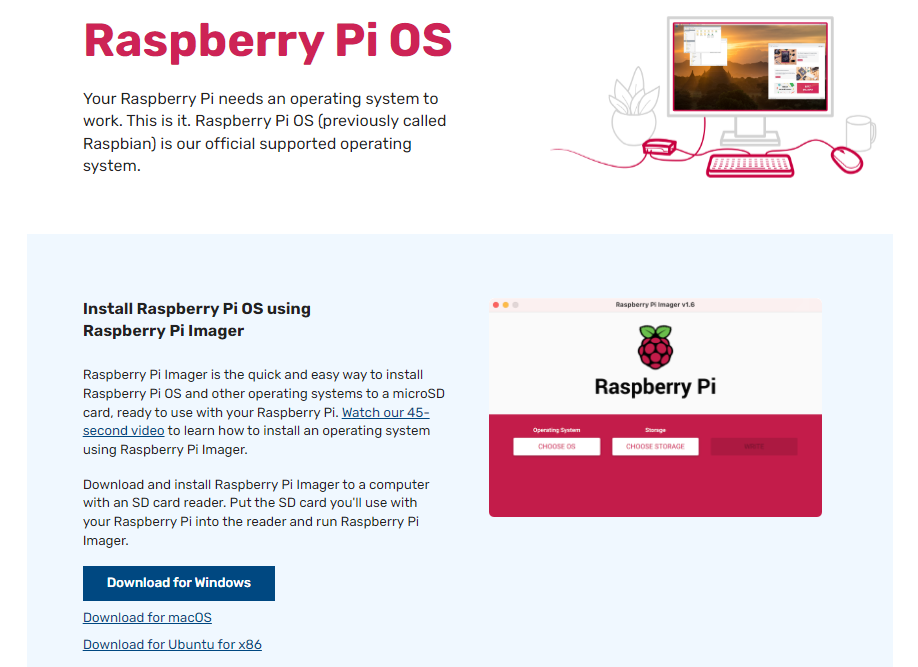 Raspberry Pi OS
Your Raspberry Pi needs an operating system to
work. This is it. Raspberry Pi OS (previously called
Raspbian) is our official supported operating
system.
Install Raspberry Pi OS using
Raspberry Pi Imager
Raspberry Pi Imager is the quick and easy way to install
Raspberry Pi OS and other operating systems to a microSD
card, ready to use with your Raspberry Pi. Watch our 45-
second video to learn how to install an operating system
using Raspberry Pi Imager.
Download and install Raspberry Pi Imager to a computer
with an SD card reader. Put the SD card you'll use with
your Raspberry Pi into the reader and run Raspberry Pi
Imager.
Download for Windows
Download for macOS
Download for Ubuntu for x86
Raspberry Pi Imager v1.6
Raspberry Pi
Operating System
Storage
CHOOSE OS
CHOOSE STORAGE
WRITE